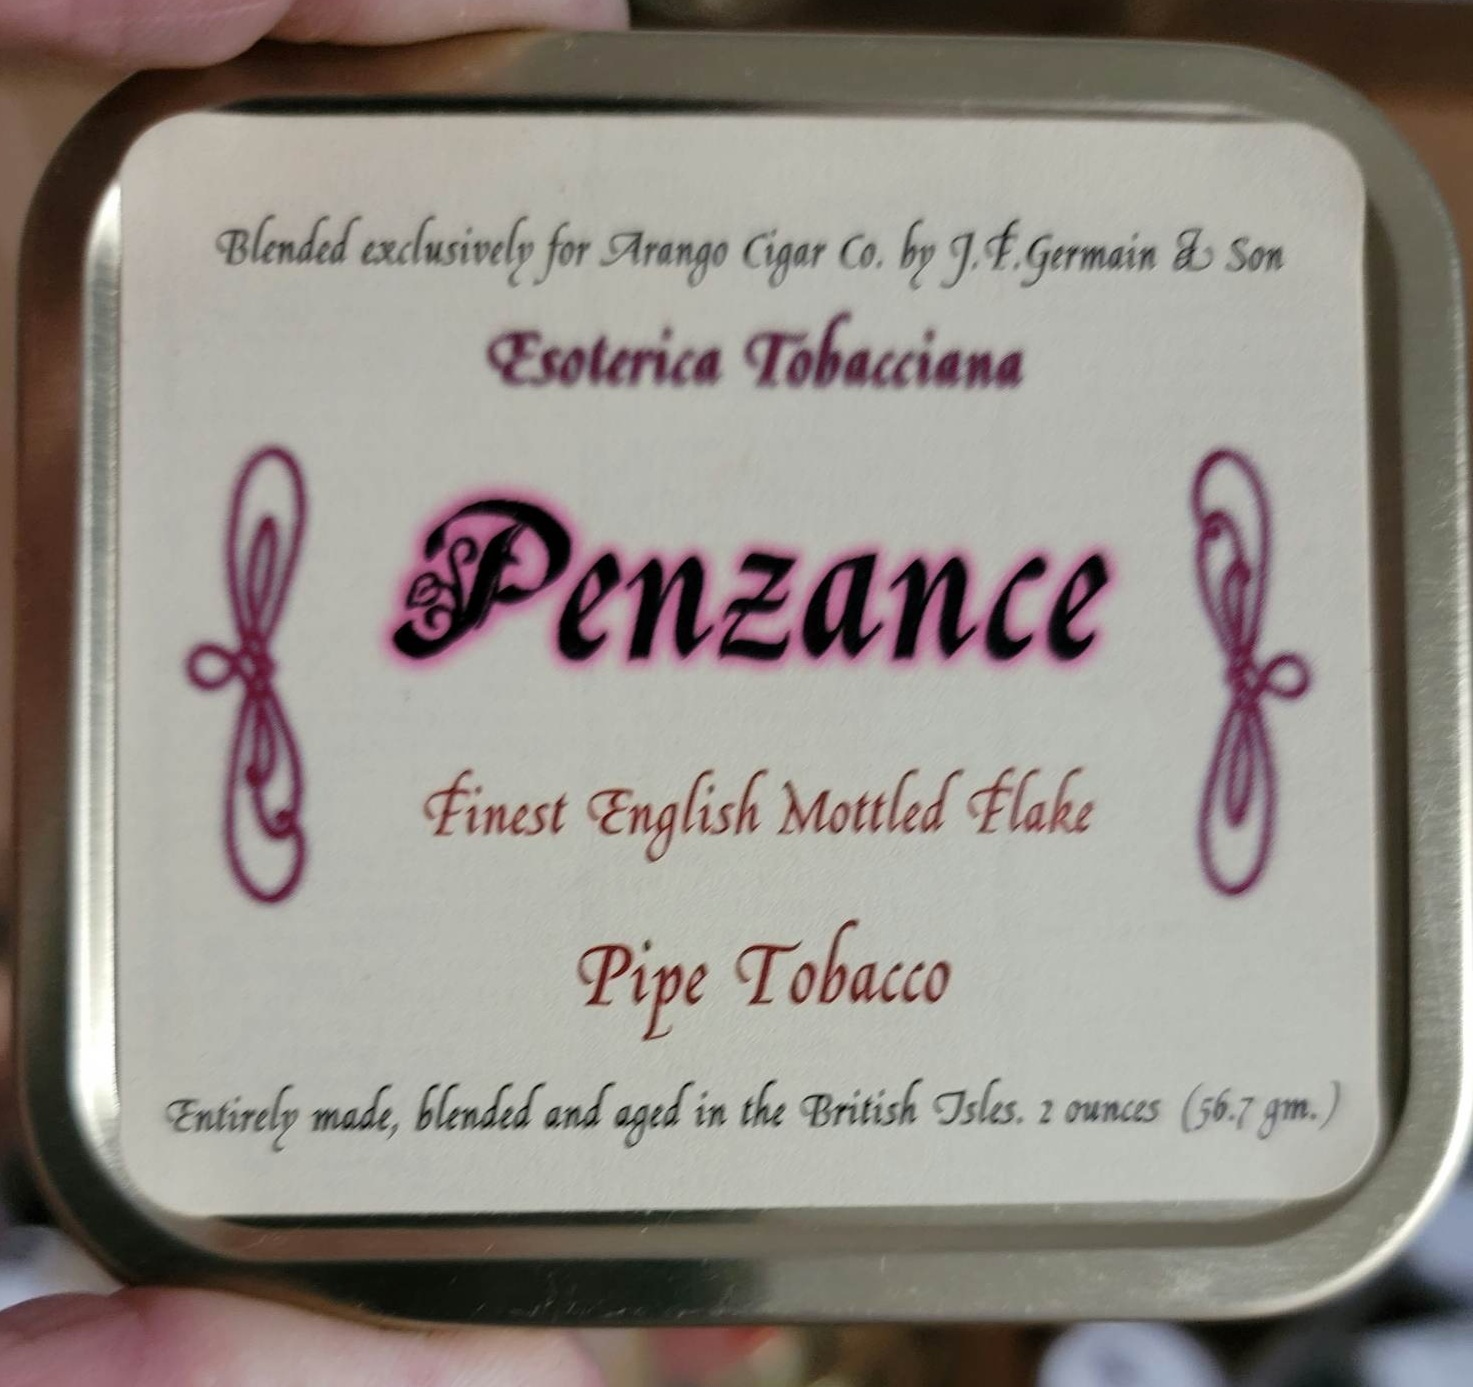 Blended exclusively for Arango Cigar Co. by J.F.Germain & Son
Esoterica Tobacciana
Penzance
Finest English Mottled Flake
Pipe Tobacco
Entirely made, blended and aged in the British Isles. 2 ounces (56.7 gm.)